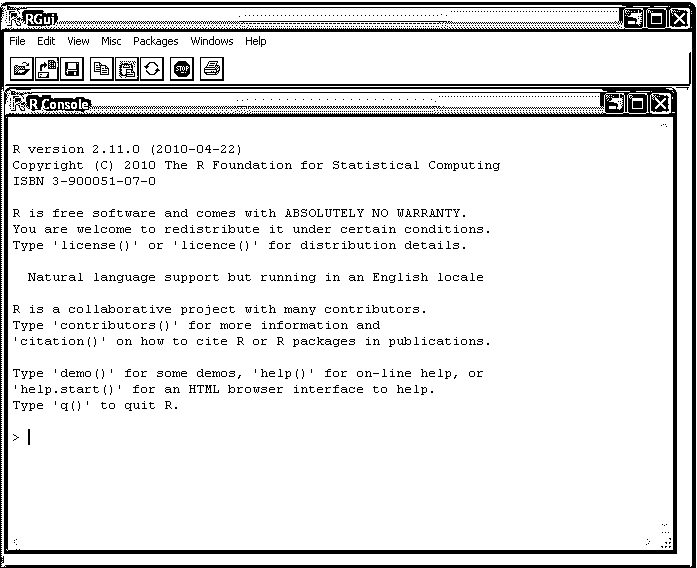 RGui
File Edit View Misc Packages Windows Help
STOP
R Console
R version 2.11.0 (2010-04-22)
Copyright (C) 2010 The R Foundation for Statistical Computing
ISBN 3-900051-07-0
R is free software and comes with ABSOLUTELY NO WARRANTY.
You are welcome to redistribute it under certain conditions.
Type 'license()' or 'licence()' for distribution details.
Natural language support but running in an English locale
R is a collaborative project with many contributors.
Type 'contributors()' for more information and
'citation()' on how to cite R or R packages in publications.
Type 'demo()' for some demos, 'help()' for on-line help, or
'help.start()' for an HTML browser interface to help.
Type 'q()' to quit R.
>